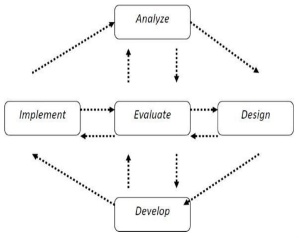 Analyze
Implement
Evaluate
Design
Develop